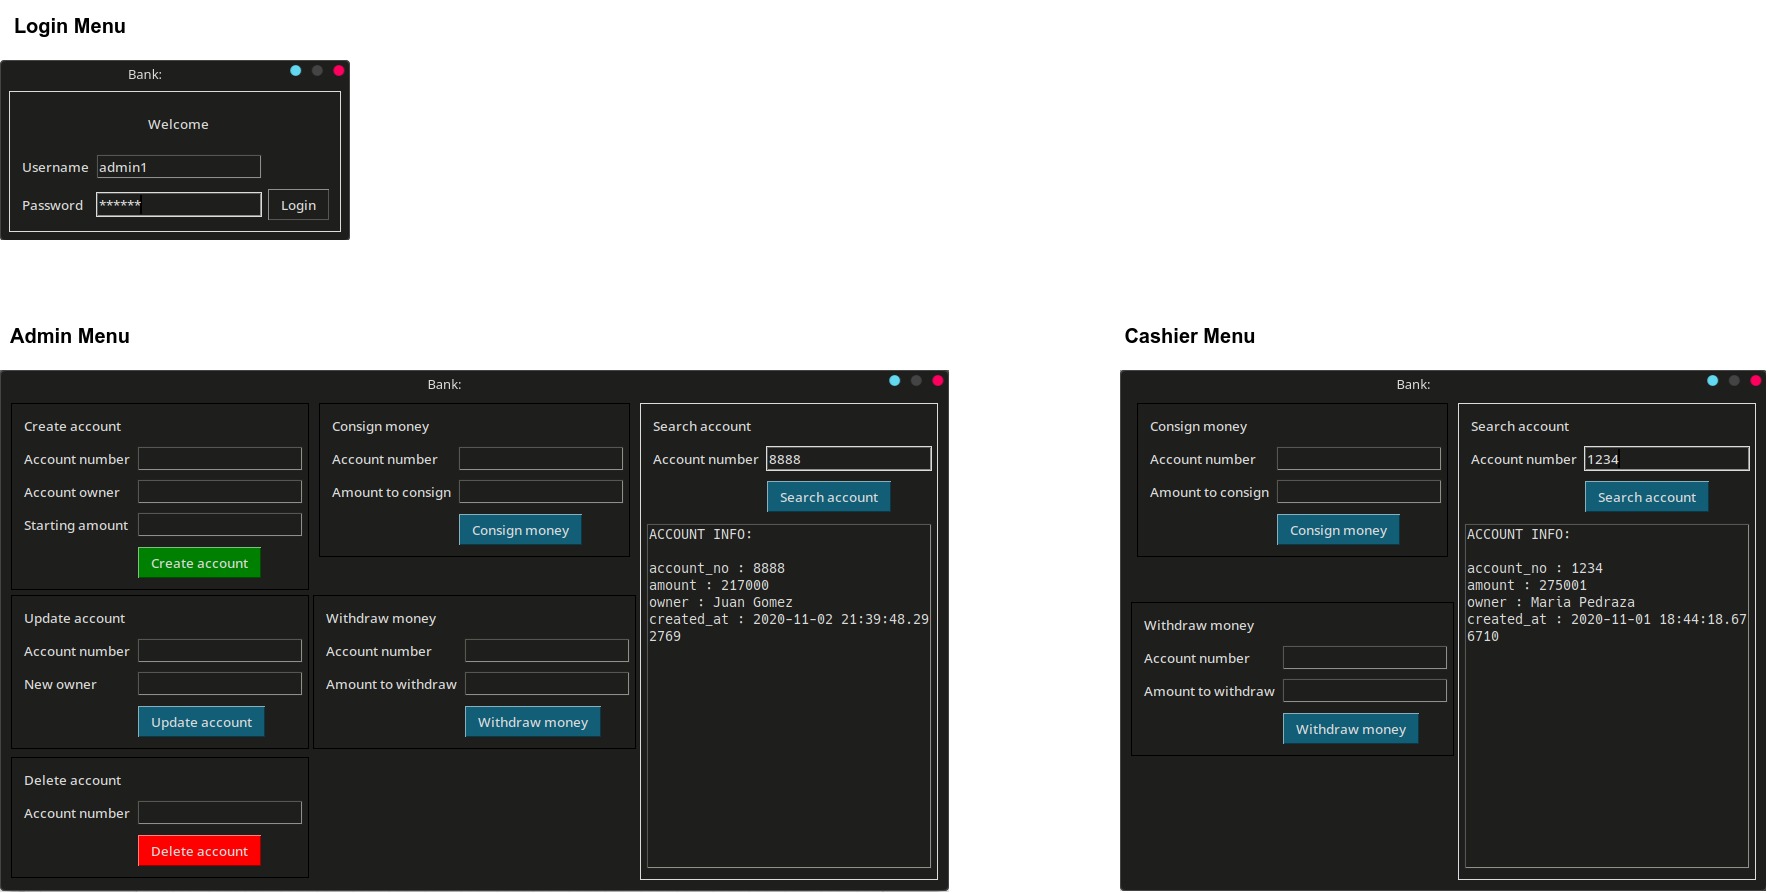 Login Menu
Bank:
Welcome
Username admin1
Password ******
Login
Admin Menu
Bank:
Create account
Account number
Account owner
Starting amount
Create account
Update account
Account number
New owner
Update account
Delete account
Account number
Delete account
Consign money
Account number
Amount to consign
Consign money
Withdraw money
Account number
Amount to withdraw
Withdraw money
Search account
Account number 8888
Search account
ACCOUNT INFO:
account_no : 8888
amount : 217000
owner : Juan Gomez
created_at : 2020-11-02 21:39:48.29
2769
Cashier Menu
Bank:
Consign money
Account number
Amount to consign
Consign money
Withdraw money
Account number
Amount to withdraw
Withdraw money
Search account
Account number 1234
Search account
ACCOUNT INFO:
account_no : 1234
amount : 275001
owner : Maria Pedraza
created_at : 2020-11-01 18:44:18.67
6710